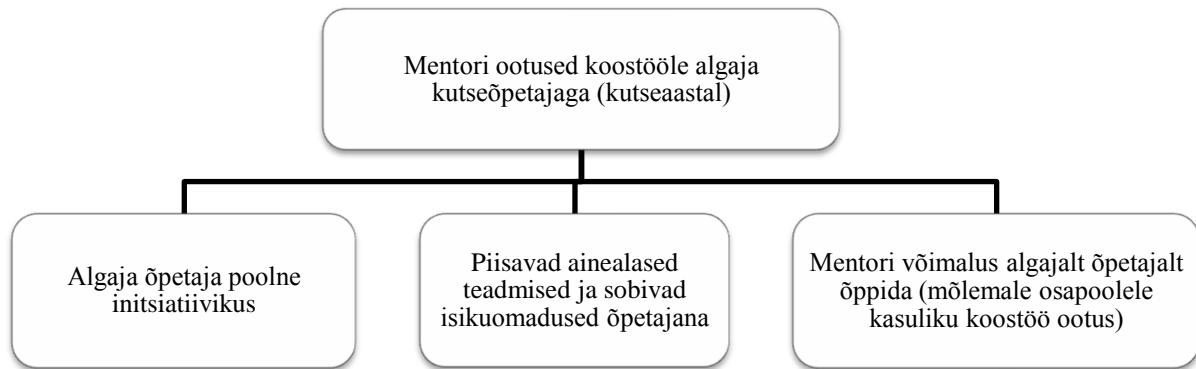 Mentori ootused koostööle algaja
kutseõpetajaga (kutseaastal)
Algaja õpetaja poolne
initsiatiivikus
Piisavad ainealased
teadmised ja sobivad
isikuomadused õpetajana
Mentori võimalus algajalt õpetajalt
õppida (mõlemale osapoolele
kasuliku koostöö ootus)